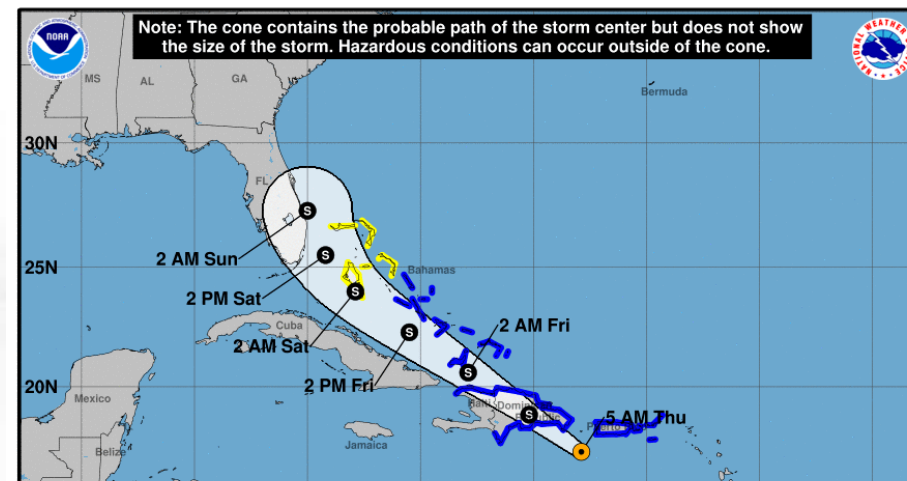 Note: The cone contains the probable path of the storm center but does not show
the size of the storm. Hazardous conditions can occur outside of the cone.
NOAA
MS
AL
GA
Bermuda
30N
FL
2 AM Sun
S
S
25N
Bahamas
2 PM Sat
S
Cuba
2 AM Sat
S
2 AM Fri
2 PM Fri
S
20N
Mexico
Haiti
S
5 AM Thu
Jamaica
Belize